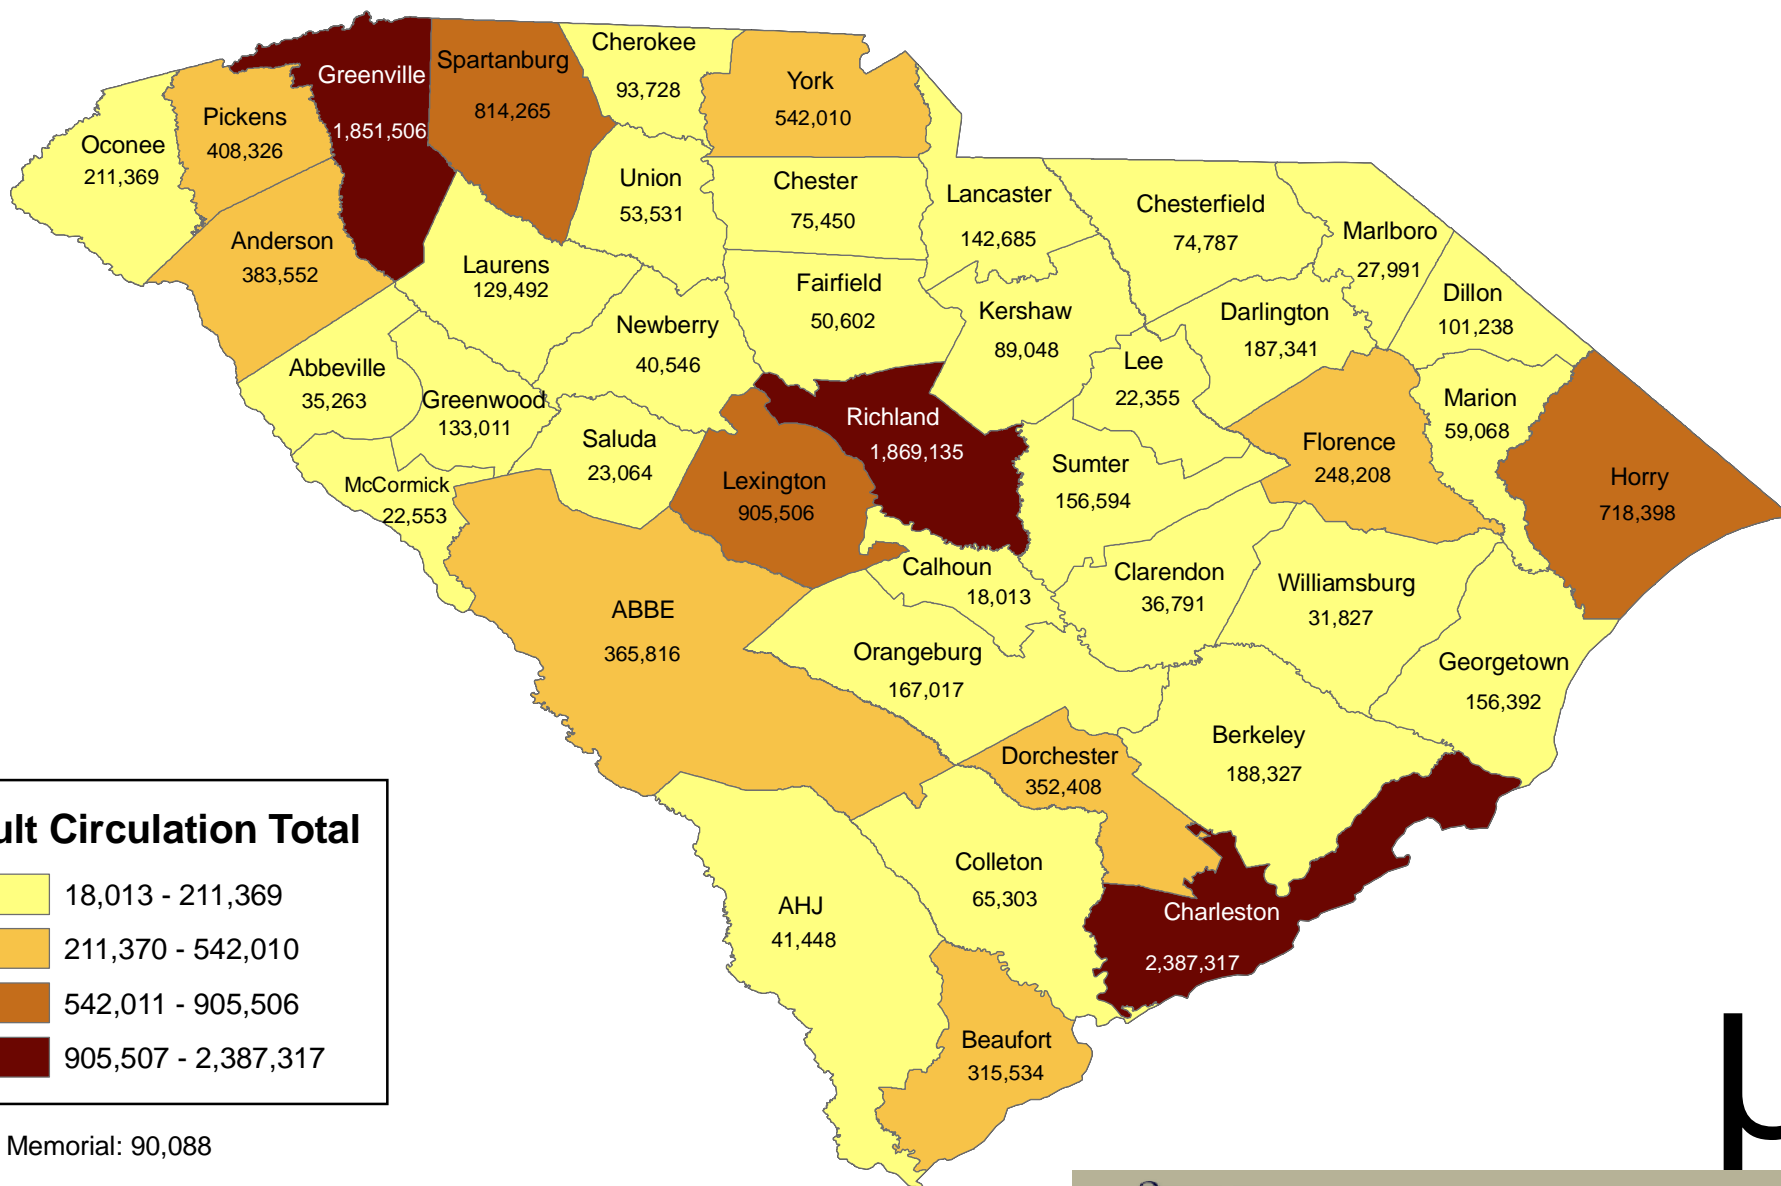 Cherokee
93,728
Spartanburg
814,265
Greenville
1,851,506
York
542,010
Pickens
408,326
Oconee
211,369
Union
53,531
Chester
75,450
Lancaster
142,685
Chesterfield
74,787
Marlboro
27,991
Anderson
383,552
Laurens
129,492
Fairfield
50,602
Kershaw
89,048
Darlington
187,341
Dillon
101,238
Newberry
40,546
Lee
22,355
Abbeville
35,263
Greenwood
133,011
Richland
1,869,135
Marion
59,068
Saluda
23,064
Florence
248,208
Sumter
156,594
Lexington
905,506
Horry
718,398
McCormick
22,553
Calhoun
18,013
Clarendon
36,791
Williamsburg
31,827
ABBE
365,816
Orangeburg
167,017
Georgetown
156,392
Berkeley
188,327
Dorchester
352,408
Colleton
65,303
AHJ
41,448
Charleston
2,387,317
Beaufort
315,534
ult Circulation Total
18,013 - 211,369
211,370 - 542,010
542,011 - 905,506
905,507 - 2,387,317
Memorial: 90,088
µ